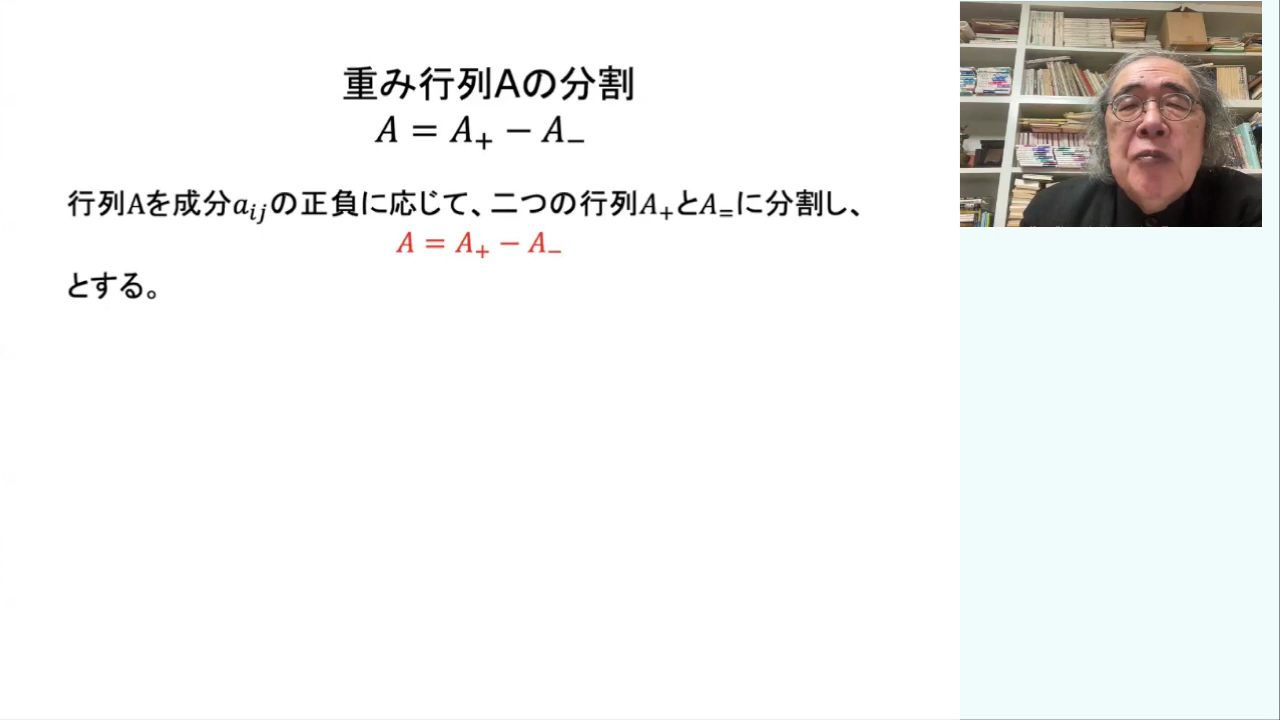 重み行列Aの分割
A = A₊ − A₋
行列Aを成分aᵢⱼの正負に応じて、二つの行列A₊とA₌に分割し、
A = A₊ − A₋
とする。